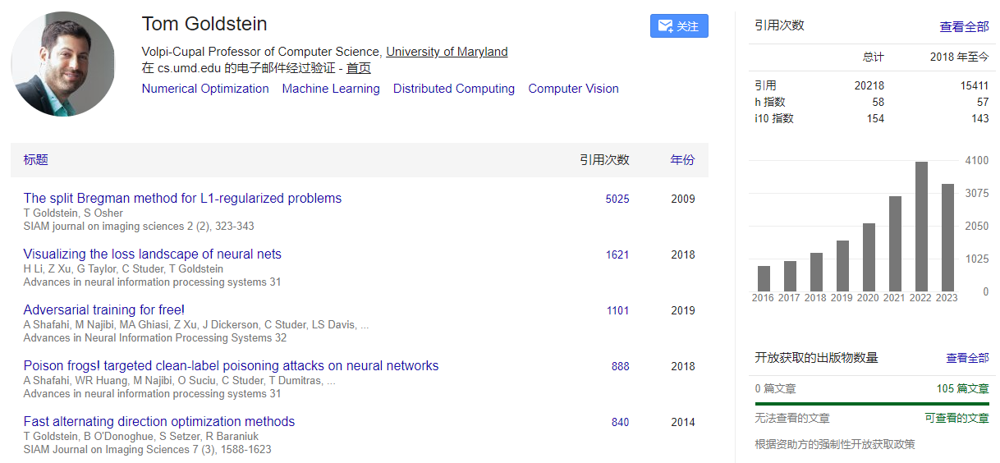 Tom Goldstein
关注
Volpi-Cupal Professor of Computer Science, University of Maryland
在 cs.umd.edu 的电子邮件经过验证 - 首页
Numerical Optimization Machine Learning Distributed Computing Computer Vision
标题 引用次数 年份
The split Bregman method for L1-regularized problems 5025 2009
T Goldstein, S Osher
SIAM journal on imaging sciences 2 (2), 323-343
Visualizing the loss landscape of neural nets 1621 2018
H Li, Z Xu, G Taylor, C Studer, T Goldstein
Advances in neural information processing systems 31
Adversarial training for free! 1101 2019
A Shafahi, M Najibi, MA Ghiasi, Z Xu, J Dickerson, C Studer, LS Davis, ...
Advances in Neural Information Processing Systems 32
Poison frogs! targeted clean-label poisoning attacks on neural networks 888 2018
A Shafahi, WR Huang, M Najibi, O Suciu, C Studer, T Dumitras, ...
Advances in neural information processing systems 31
Fast alternating direction optimization methods 840 2014
T Goldstein, B O'Donoghue, S Setzer, R Baraniuk
SIAM Journal on Imaging Sciences 7 (3), 1588-1623
引用次数 查看全部
总计 2018 年至今
引用 20218 15411
h 指数 58 57
i10 指数 154 143
4100
3075
2050
1025
0
2016 2017 2018 2019 2020 2021 2022 2023
开放获取的出版物数量 查看全部
0 篇文章 105 篇文章
无法查看的文章 可查看的文章
根据资助方的强制性开放获取政策